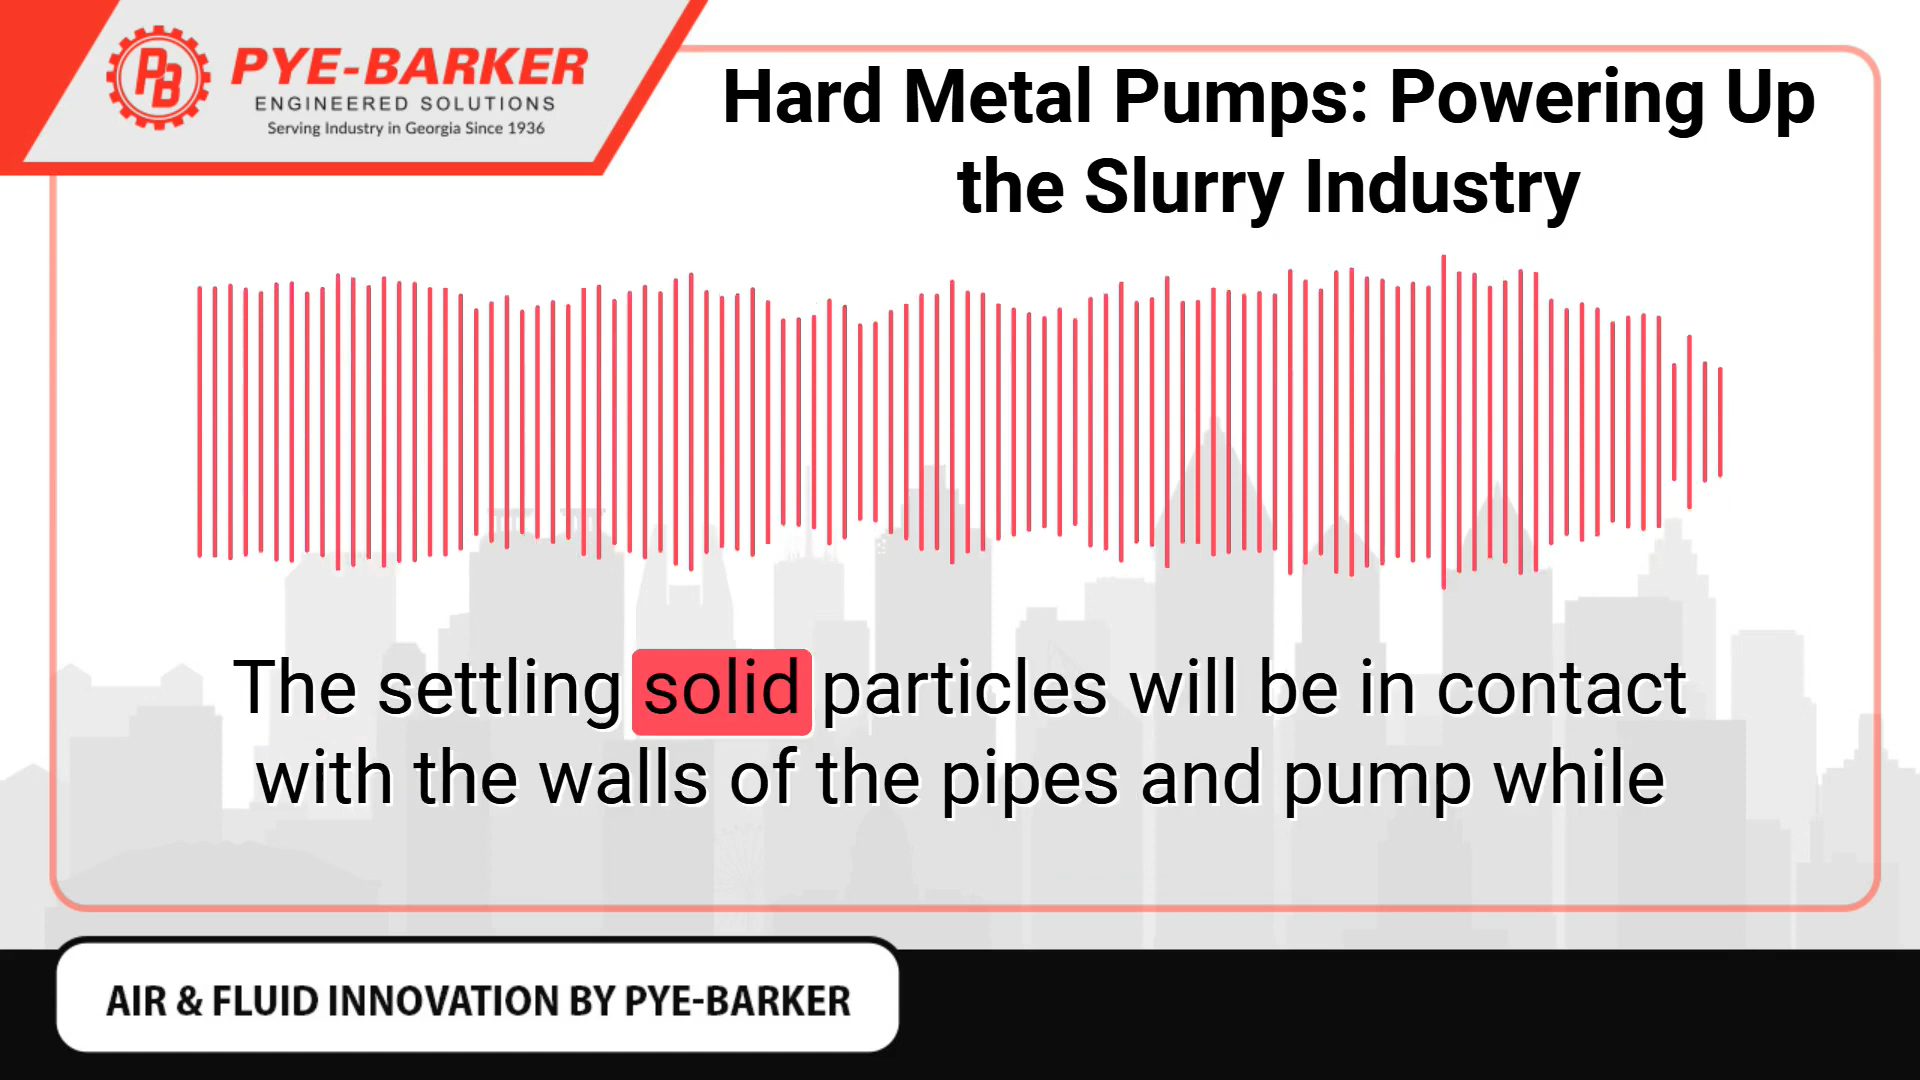 PB
PYE-BARKER
ENGINEERED SOLUTIONS
Serving Industry in Georgia Since 1936
Hard Metal Pumps: Powering Up
the Slurry Industry
The settling solid particles will be in contact
with the walls of the pipes and pump while
AIR & FLUID INNOVATION BY PYE-BARKER